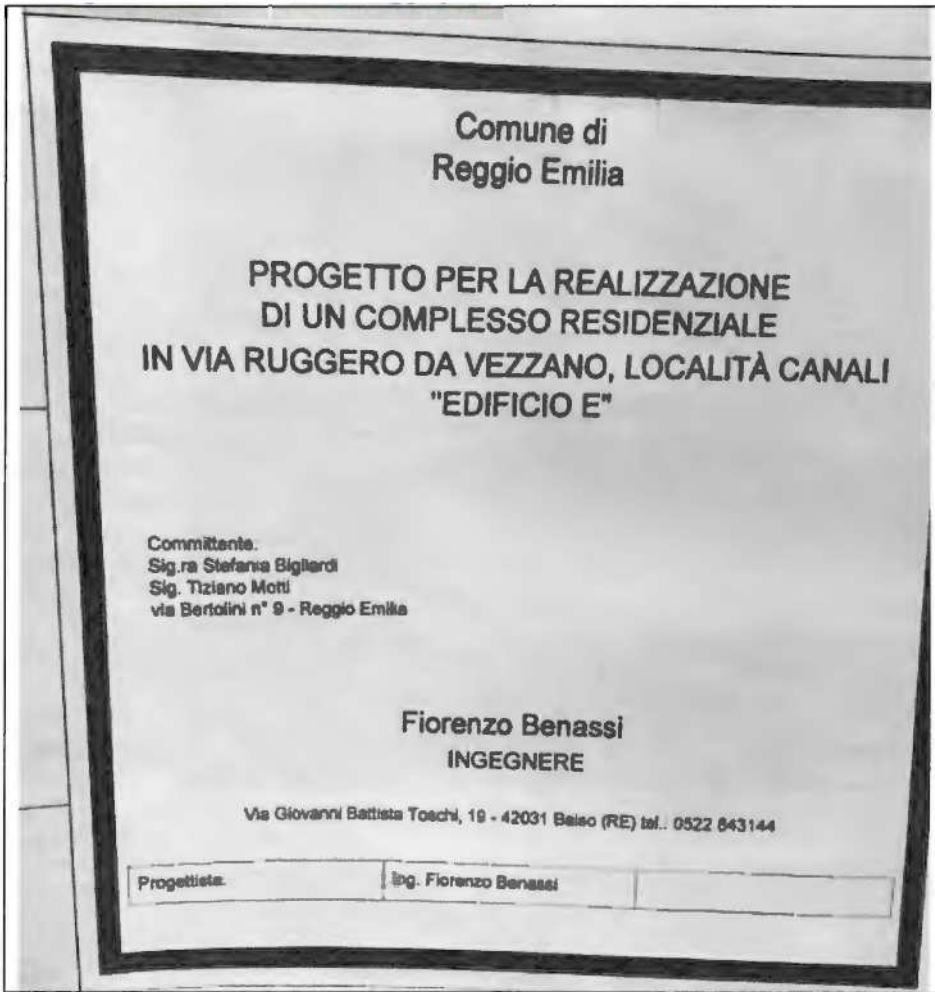 Comune di
Reggio Emilia
PROGETTO PER LA REALIZZAZIONE
DI UN COMPLESSO RESIDENZIALE
IN VIA RUGGERO DA VEZZANO, LOCALITÀ CANALI
"EDIFICIO E"
Committente:
Sig.ra Stefania Bigliardi
Sig. Tiziano Motti
via Bertolini n° 9 - Reggio Emilia
Fiorenzo Benassi
INGEGNERE
Via Giovanni Battista Toschi, 19 - 42031 Baiso (RE) tel.: 0522 843144
Progettista: Ing. Fiorenzo Benassi